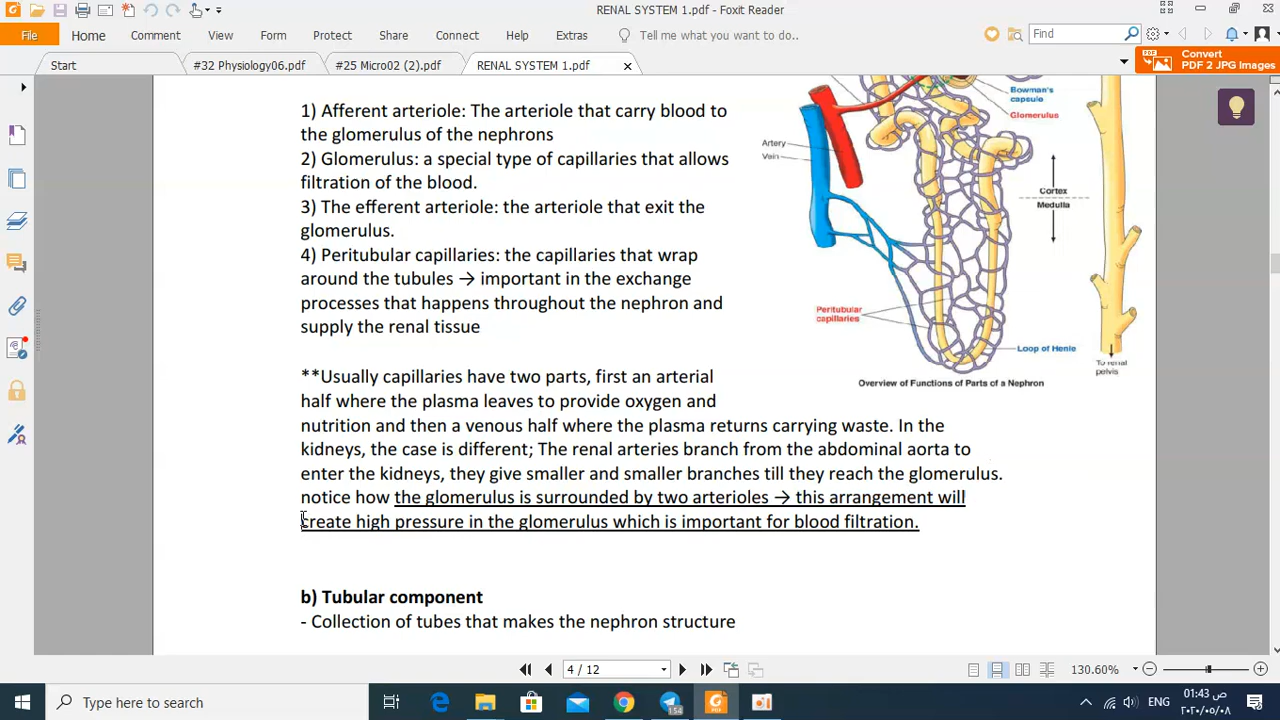 RENAL SYSTEM 1.pdf - Foxit Reader
File Home Comment View Form Protect Share Connect Help Extras Tell me what you want to do.. Find
Convert
PDF 2 JPG Images
Start #32 Physiology06.pdf #25 Micro02 (2).pdf RENAL SYSTEM 1.pdf
1) Afferent arteriole: The arteriole that carry blood to
the glomerulus of the nephrons
2) Glomerulus: a special type of capillaries that allows
filtration of the blood.
3) The efferent arteriole: the arteriole that exit the
glomerulus.
4) Peritubular capillaries: the capillaries that wrap
around the tubules → important in the exchange
processes that happens throughout the nephron and
supply the renal tissue
Bowman's
capsule
Glomerulus
Artery
Vein
Cortex
Medulla
Peritubular
capillaries
Loop of Henle
To renal
pelvis
Overview of Functions of Parts of a Nephron
**Usually capillaries have two parts, first an arterial
half where the plasma leaves to provide oxygen and
nutrition and then a venous half where the plasma returns carrying waste. In the
kidneys, the case is different; The renal arteries branch from the abdominal aorta to
enter the kidneys, they give smaller and smaller branches till they reach the glomerulus.
notice how the glomerulus is surrounded by two arterioles → this arrangement will
create high pressure in the glomerulus which is important for blood filtration.
b) Tubular component
- Collection of tubes that makes the nephron structure
4 / 12 130.60%
Type here to search 154 ENG 01:43 ص
٢٠٢٠/٠٥/٠٨